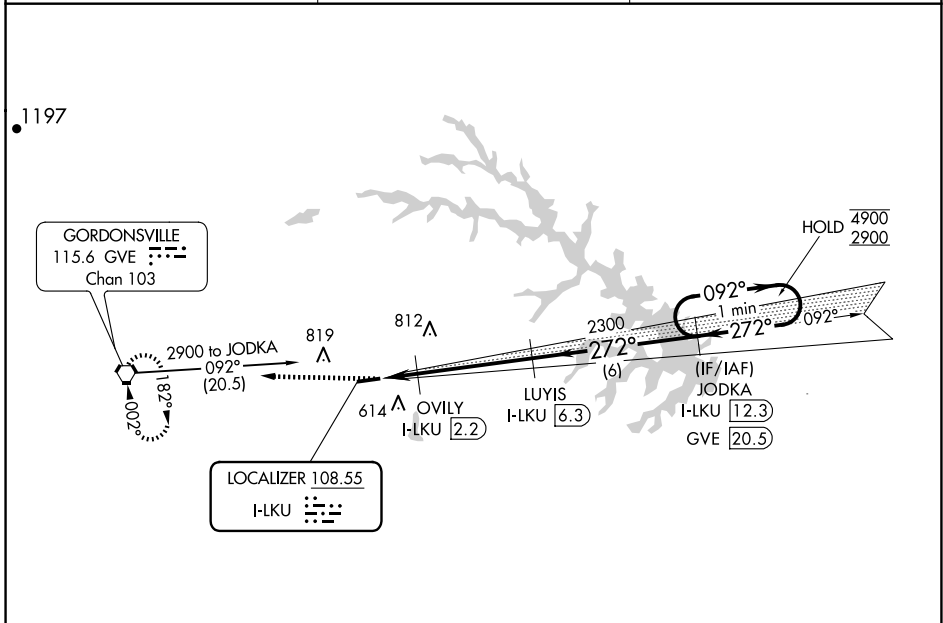 1197
GORDONSVILLE
115.6 GVE
Chan 103
HOLD 4900
2900
092°
1 min
272°
092°
2300
272°
(6)
812
819
2900 to JODKA
092°
(20.5)
182°
002°
614
OVILY
I-LKU 2.2
LUYIS
I-LKU 6.3
(IF/IAF)
JODKA
I-LKU 12.3
GVE 20.5
LOCALIZER 108.55
I-LKU